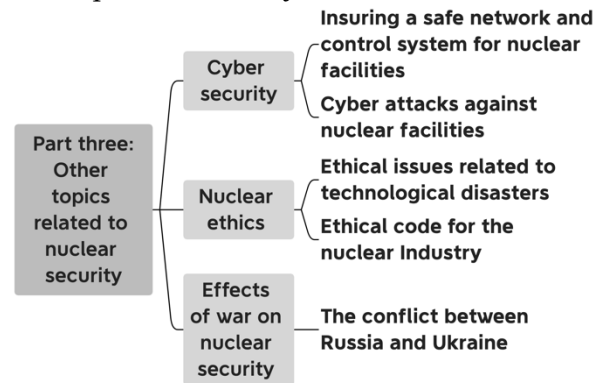 Part three:
Other
topics
related to
nuclear
security
Cyber
security
Insuring a safe network and
control system for nuclear
facilities
Cyber attacks against
nuclear facilities
Nuclear
ethics
Ethical issues related to
technological disasters
Ethical code for the
nuclear Industry
Effects
of war on
nuclear
security
The conflict between
Russia and Ukraine